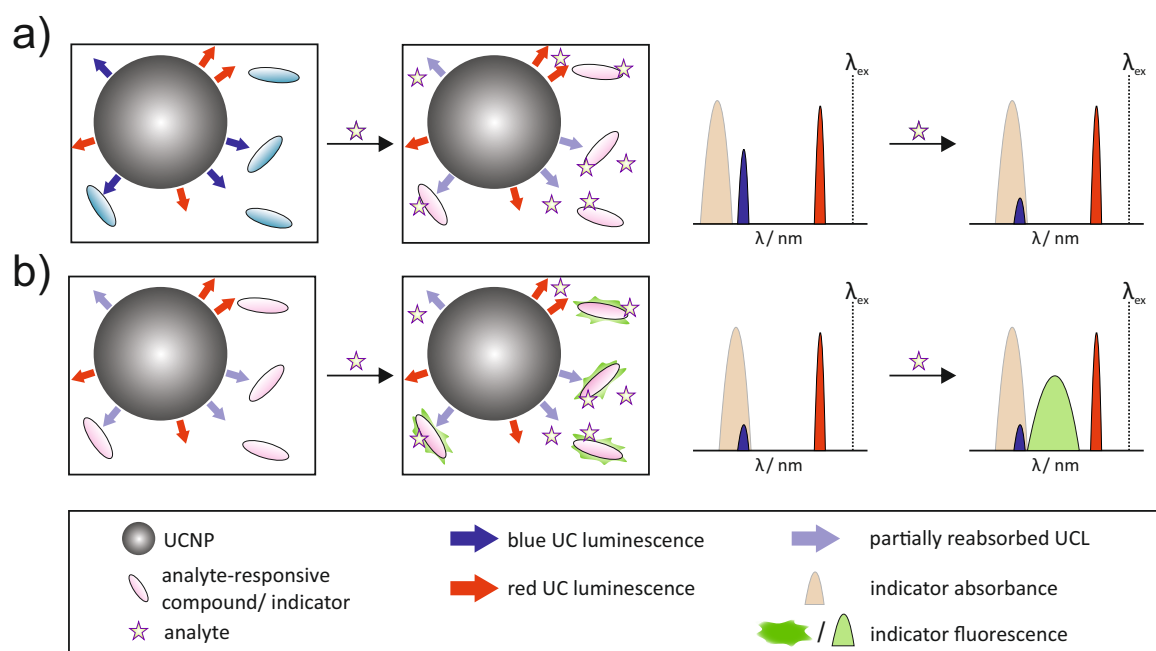 a)
λex
λex
λ/ nm
λ/ nm
b)
λex
λex
λ/ nm
λ/ nm
UCNP
blue UC luminescence
partially reabsorbed UCL
analyte-responsive
compound/ indicator
red UC luminescence
indicator absorbance
analyte
/
indicator fluorescence